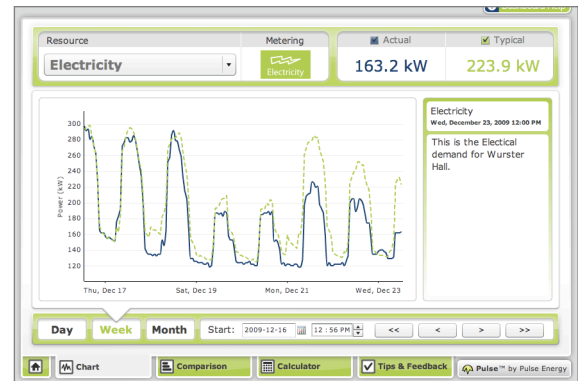 Resource
Metering
Actual
Typical
Electricity
Electricity
163.2 kW
223.9 kW
Electricity
Wed, December 23, 2009 12:00 PM
This is the Electical
demand for Wurster
Hall.
Power (kW)
300
280
260
240
220
200
180
160
140
120
Thu, Dec 17
Sat, Dec 19
Mon, Dec 21
Wed, Dec 23
Day
Week
Month
Start:
2009-12-16
12 : 56 PM
<<
<
>
>>
Chart
Comparison
Calculator
Tips & Feedback
Pulse™ by Pulse Energy